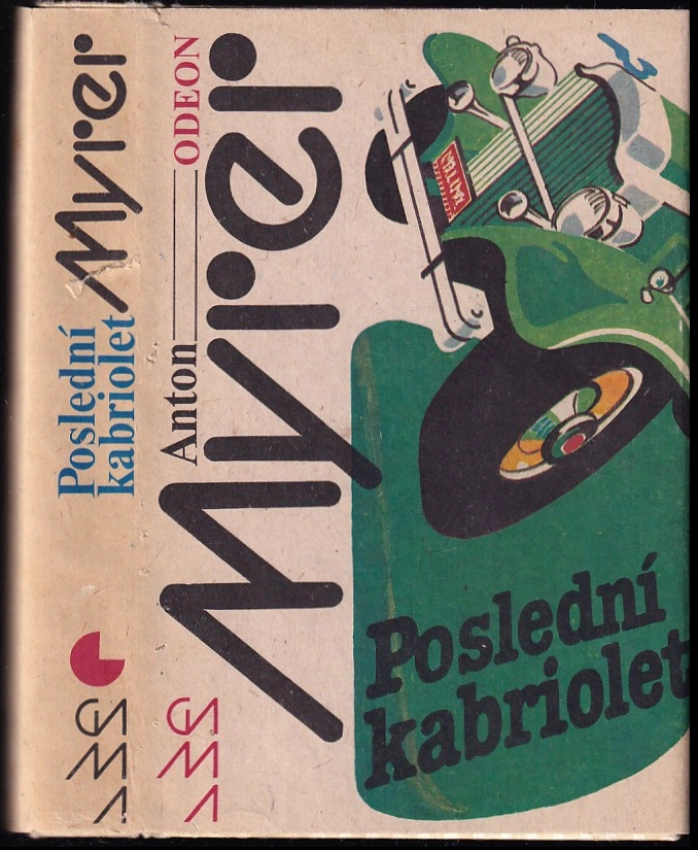 Myrer
Poslední
kabriolet
ODEON
Anton
Myrer
Poslední
kabriolet